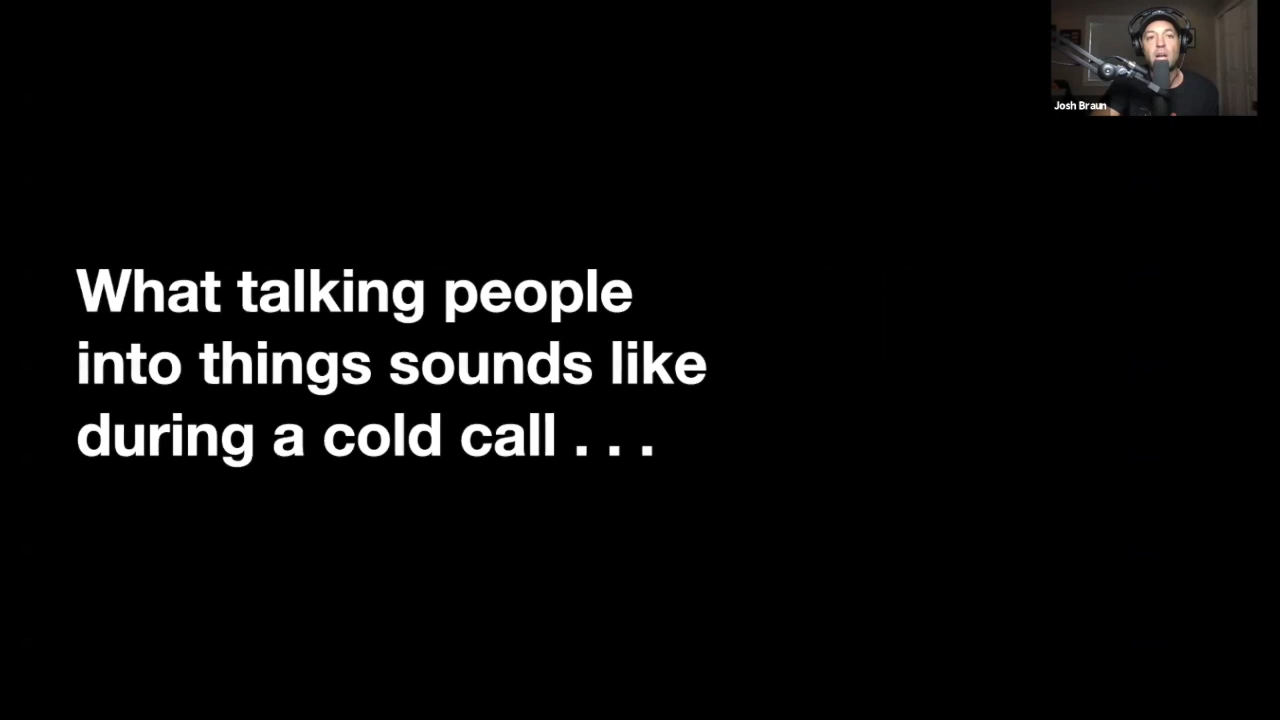 Josh Braun
What talking people
into things sounds like
during a cold call . . .